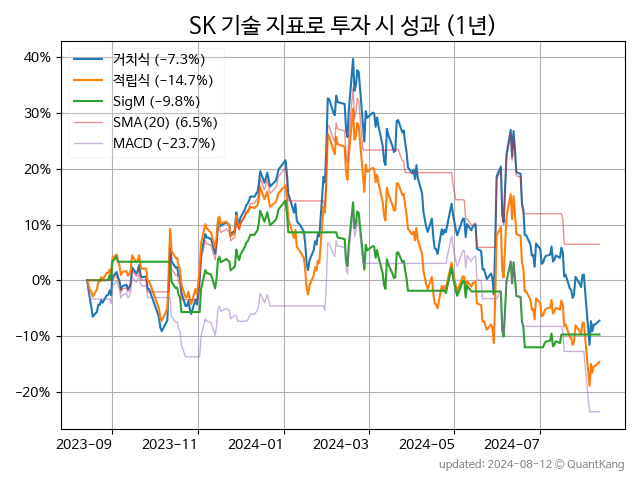 SK 기술 지표로 투자 시 성과 (1년)
거치식 (-7.3%)
적립식 (-14.7%)
SigM (-9.8%)
SMA(20) (6.5%)
MACD (-23.7%)
40%
30%
20%
10%
0%
-10%
-20%
2023-09 2023-11 2024-01 2024-03 2024-05 2024-07
updated: 2024-08-12 © QuantKang